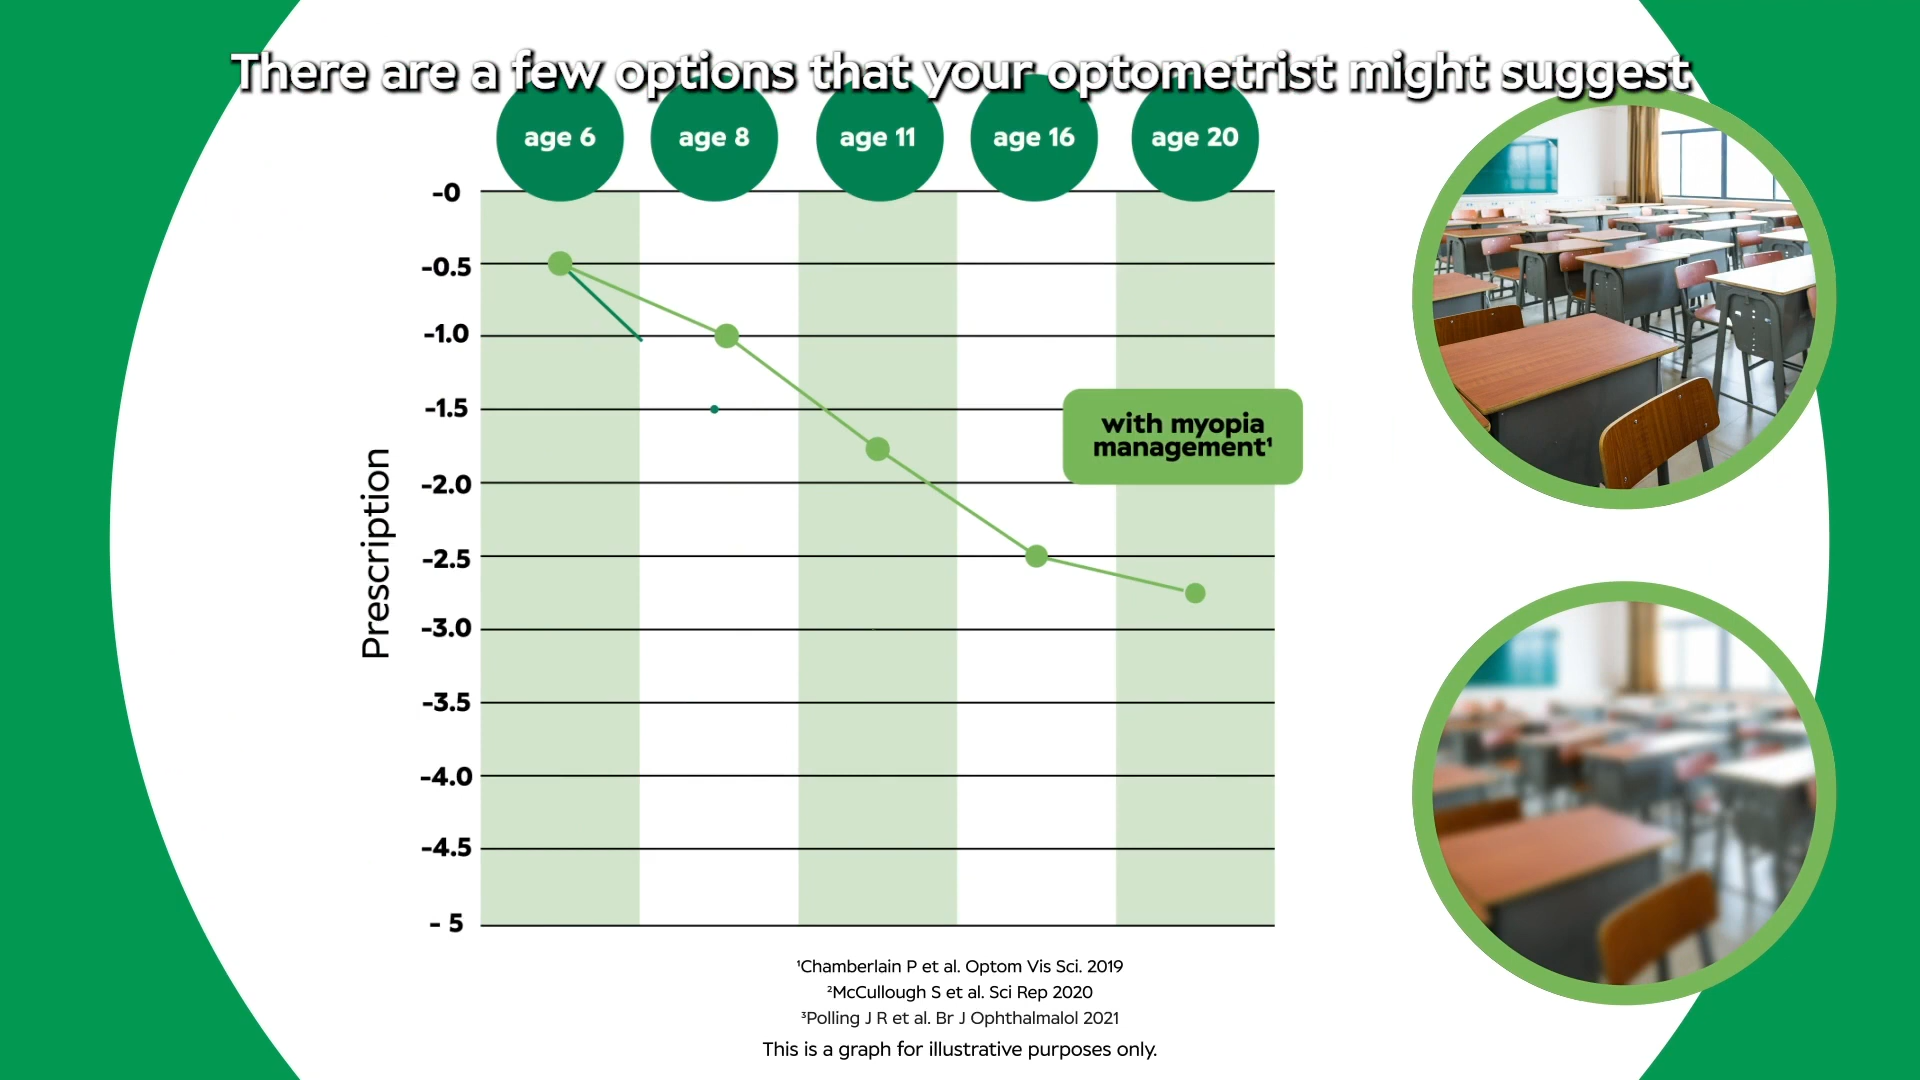 There are a few options that your optometrist might suggest
age 6
age 8
age 11
age 16
age 20
-0
-0.5
-1.0
-1.5
-2.0
-2.5
-3.0
-3.5
-4.0
-4.5
- 5
Prescription
with myopia
management¹
¹Chamberlain P et al. Optom Vis Sci. 2019
²McCullough S et al. Sci Rep 2020
³Polling J R et al. Br J Ophthalmalol 2021
This is a graph for illustrative purposes only.